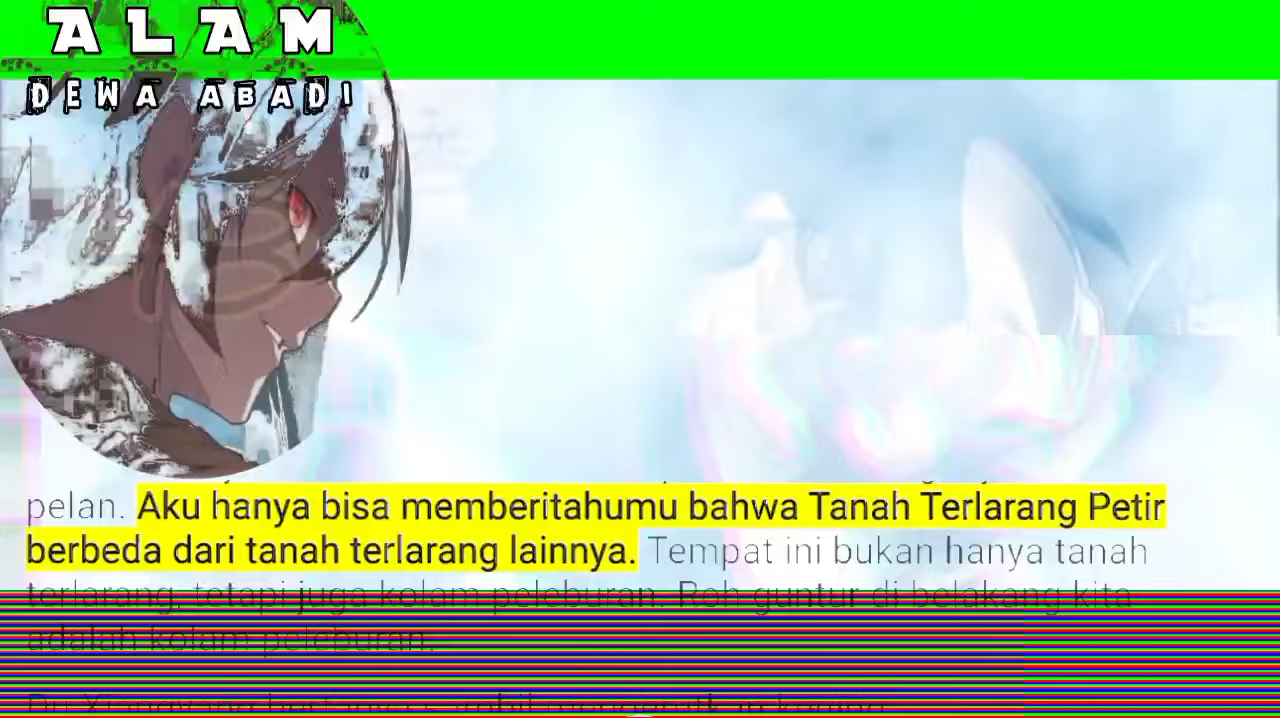 ALAM
DEWA ABADI
pelan. Aku hanya bisa memberitahumu bahwa Tanah Terlarang Petir
berbeda dari tanah terlarang lainnya. Tempat ini bukan hanya tanah
terlarang, tetapi juga kolam peleburan. Roh guntur di belakang kita
adalah kolam peleburan.